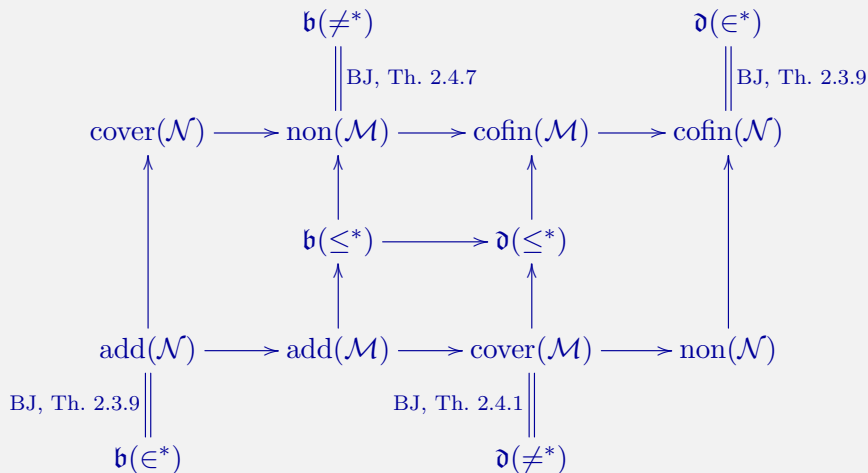 𝔟(≠*) 𝔡(∈*)
BJ, Th. 2.4.7 BJ, Th. 2.3.9
cover(𝒩) non(ℳ) cofin(ℳ) cofin(𝒩)
𝔟(≤*) 𝔡(≤*)
add(𝒩) add(ℳ) cover(ℳ) non(𝒩)
BJ, Th. 2.3.9 BJ, Th. 2.4.1
𝔟(∈*) 𝔡(≠*)